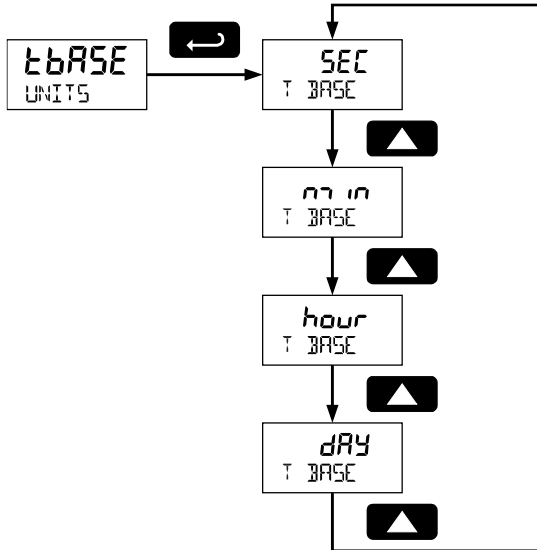 tbASE
UNITS
SEC
T BASE
min
T BASE
hour
T BASE
dAY
T BASE